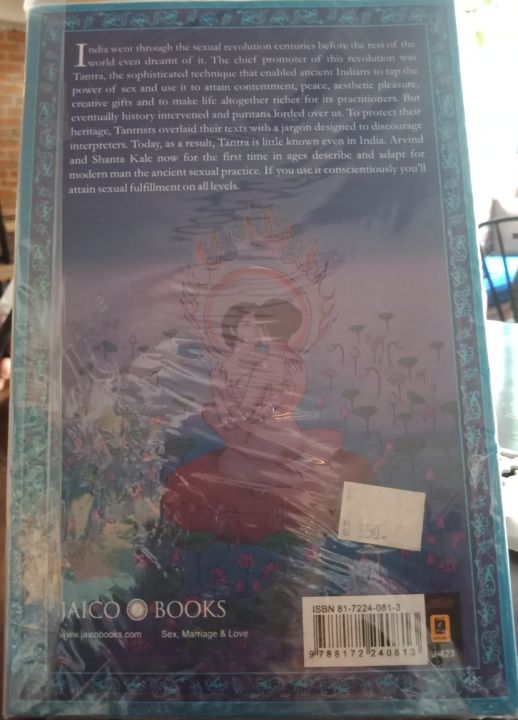 India went through the sexual revolution centuries before the rest of the
world even dreamt of it. The chief promoter of this revolution was
Tantra, the sophisticated technique that enabled ancient Indians to tap the
power of sex and use it to attain contentment, peace, aesthetic pleasure,
creative gifts and to make life altogether richer for its practitioners. But
eventually history intervened and puritans lorded over us. To protect their
heritage, Tantrists overlaid their texts with a jargon designed to discourage
interpreters. Today, as a result, Tantra is little known even in India. Arvind
and Shanta Kale now for the first time in ages describe and adapt for
modern man the ancient sexual practice. If you use it conscientiously you'll
attain sexual fulfillment on all levels.
350.
JAICO BOOKS
www.jaicobooks.com Sex, Marriage & Love
ISBN 81-7224-081-3
9 788172 240813
J-423